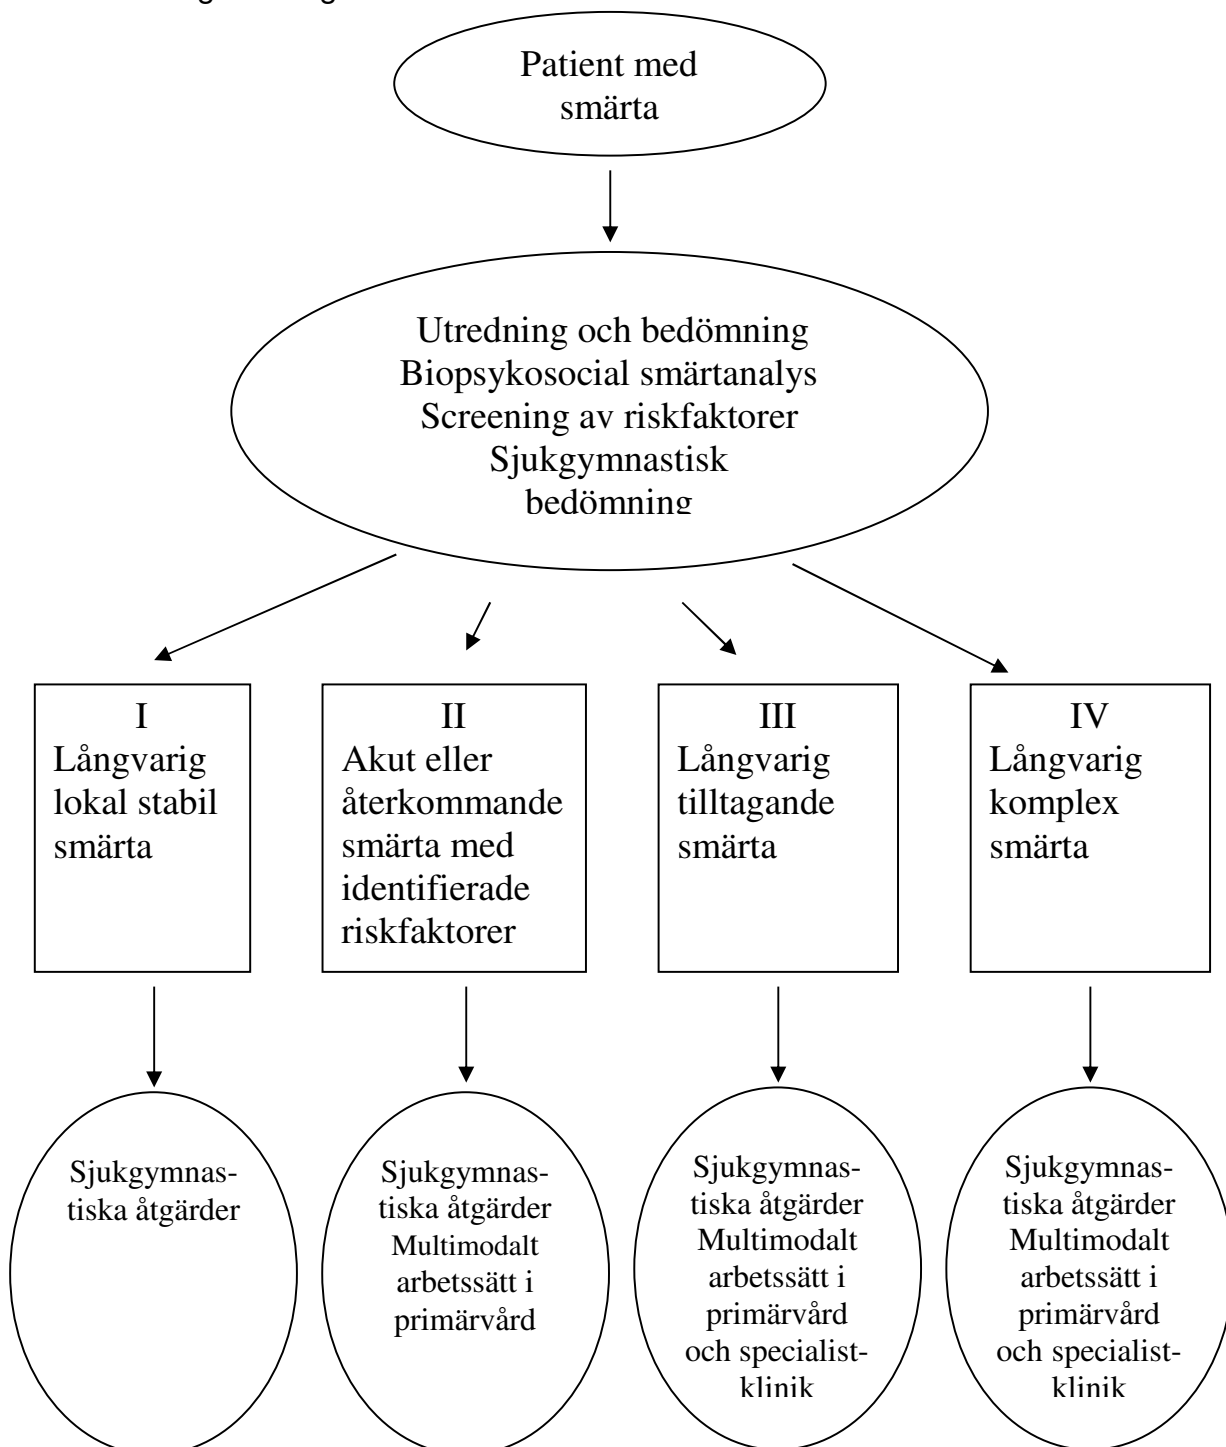 Patient med
smärta
Utredning och bedömning
Biopsykosocial smärtanalys
Screening av riskfaktorer
Sjukgymnastisk
bedömning
I
Långvarig
lokal stabil
smärta
II
Akut eller
återkommande
smärta med
identifierade
riskfaktorer
III
Långvarig
tilltagande
smärta
IV
Långvarig
komplex
smärta
Sjukgymnas-
tiska åtgärder
Sjukgymnas-
tiska åtgärder
Multimodalt
arbetssätt i
primärvård
Sjukgymnas-
tiska åtgärder
Multimodalt
arbetssätt i
primärvård
och specialist-
klinik
Sjukgymnas-
tiska åtgärder
Multimodalt
arbetssätt i
primärvård
och specialist-
klinik